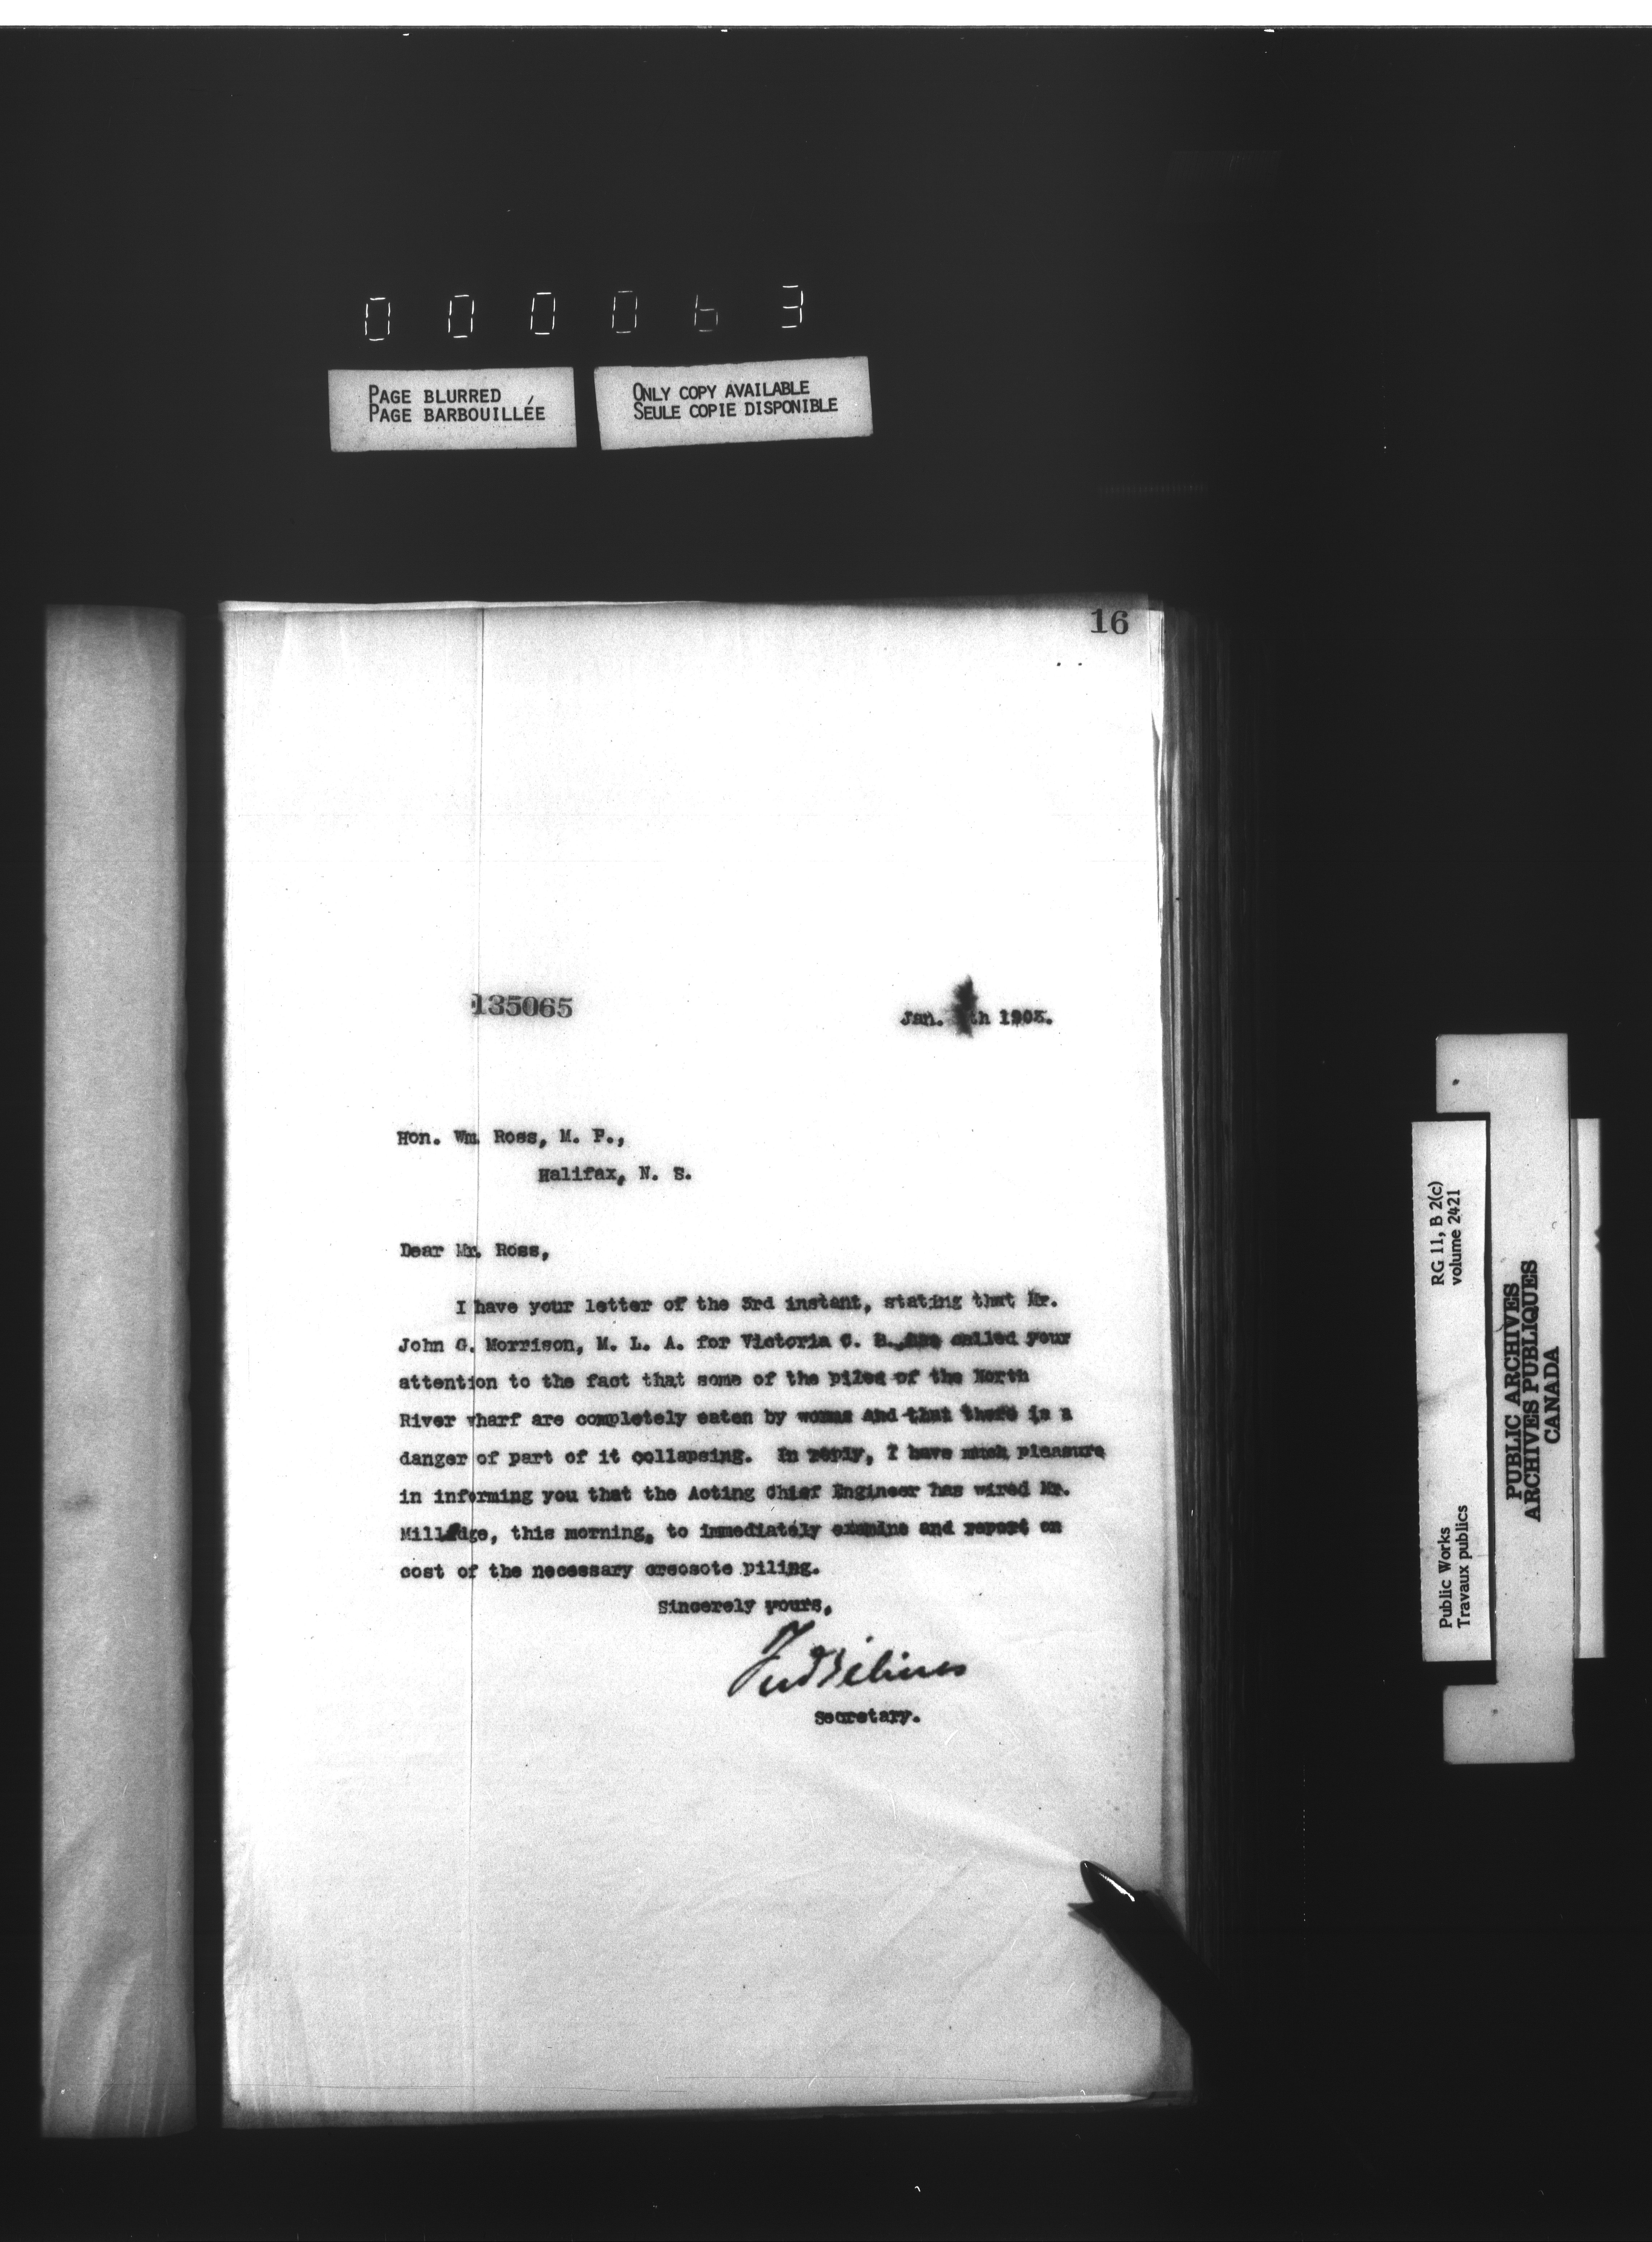 000063
PAGE BLURRED
PAGE BARBOUILLÉE
ONLY COPY AVAILABLE
SEULE COPIE DISPONIBLE
16
135065
Jan. th 1903.
Hon. Wm. Ross, M. P.,
Halifax, N. S.
Dear Mr. Ross,
I have your letter of the 3rd instant, stating that Mr.
John G. Morrison, M. L. A. for Victoria C. B., has called your
attention to the fact that some of the piles of the North
River wharf are completely eaten by worms and that there is a
danger of part of it collapsing. In reply, I have much pleasure
in informing you that the Acting Chief Engineer has wired Mr.
Milledge, this morning, to immediately examine and report on
cost of the necessary creosote piling.
Sincerely yours,
Secretary.
RG 11, B 2(c)
volume 2421
Public Works
Travaux publics
PUBLIC ARCHIVES
ARCHIVES PUBLIQUES
CANADA